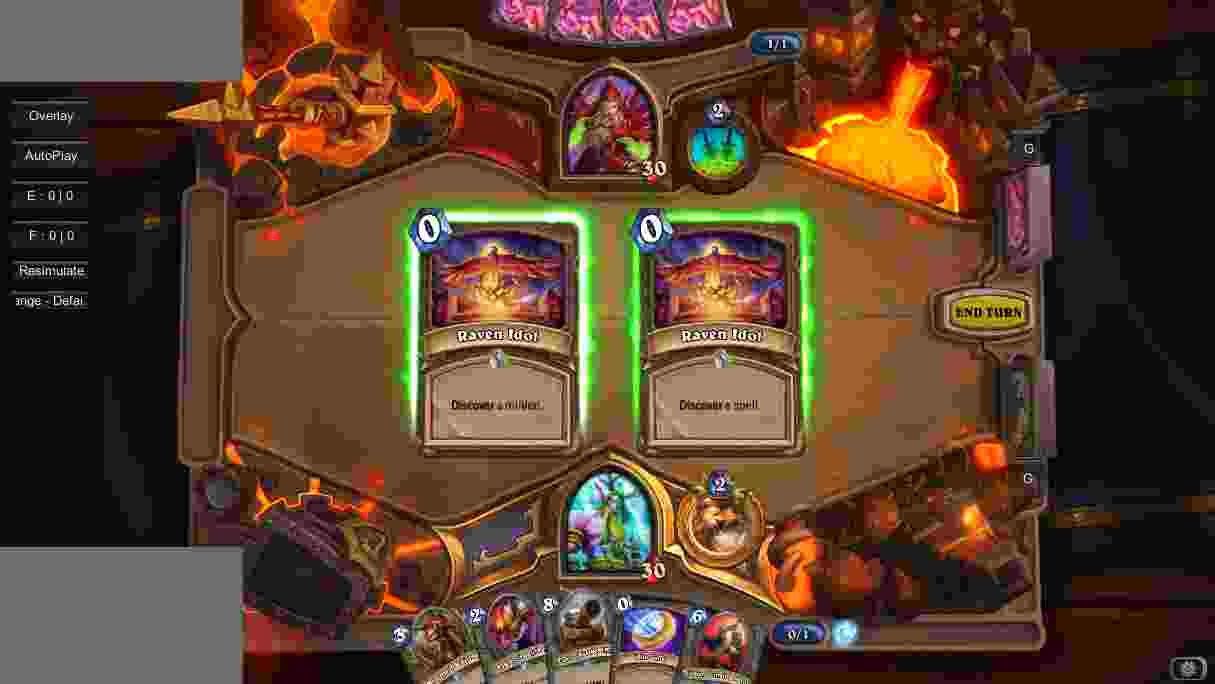 1/1
Overlay
2
AutoPlay
G
30
E : 0 | 0
0
0
F : 0 | 0
Resimulate
END TURN
Raven Idol
Raven Idol
Discover a minion.
Discover a spell.
G
2
30
2
8
0
6
0/1